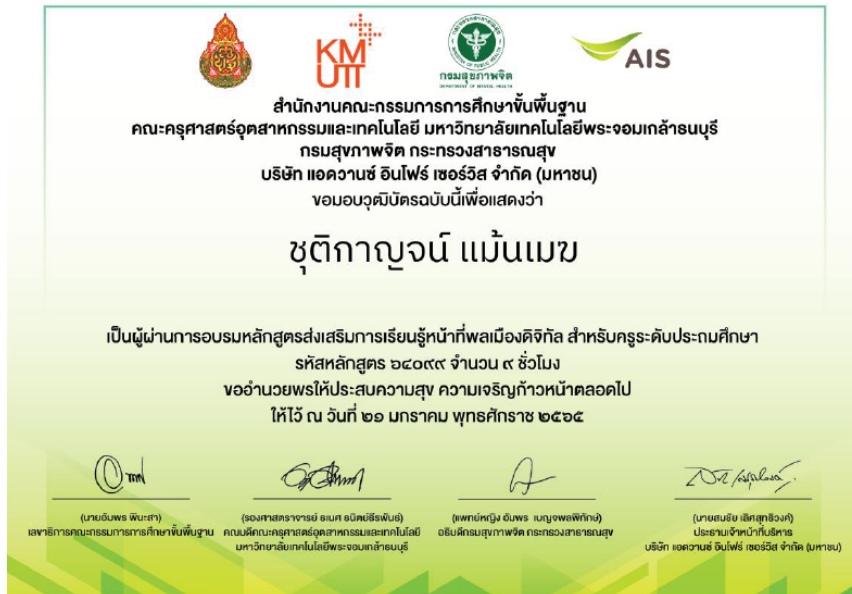 KM
UTT
MINISTRY OF PUBLIC HEALTH
กรมสุขภาพจิต
DEPARTMENT OF MENTAL HEALTH
AIS
สำนักงานคณะกรรมการการศึกษาขั้นพื้นฐาน
คณะครุศาสตร์อุตสาหกรรมและเทคโนโลยี มหาวิทยาลัยเทคโนโลยีพระจอมเกล้าธนบุรี
กรมสุขภาพจิต กระทรวงสาธารณสุข
บริษัท แอดวานซ์ อินโฟร์ เซอร์วิส จำกัด (มหาชน)
ขอมอบวุฒิบัตรฉบับนี้เพื่อแสดงว่า
ชุติกาญจน์ แม้นเมฆ
เป็นผู้ผ่านการอบรมหลักสูตรส่งเสริมการเรียนรู้หน้าที่พลเมืองดิจิทัล สำหรับครูระดับประถมศึกษา
รหัสหลักสูตร ๖๔๐๙๙ จำนวน ๙ ชั่วโมง
ขออำนวยพรให้ประสบความสุข ความเจริญก้าวหน้าตลอดไป
ให้ไว้ ณ วันที่ ๒๑ มกราคม พุทธศักราช ๒๕๖๕
(นายอัมพร พินะสา)
เลขาธิการคณะกรรมการการศึกษาขั้นพื้นฐาน
(รองศาสตราจารย์ ธเนศ ธนิตย์ธีรพันธ์)
คณบดีคณะครุศาสตร์อุตสาหกรรมและเทคโนโลยี
มหาวิทยาลัยเทคโนโลยีพระจอมเกล้าธนบุรี
(แพทย์หญิง อัมพร เบญจพลพิทักษ์)
อธิบดีกรมสุขภาพจิต กระทรวงสาธารณสุข
(นายสมชัย เลิศสุทธิวงค์)
ประธานเจ้าหน้าที่บริหาร
บริษัท แอดวานซ์ อินโฟร์ เซอร์วิส จำกัด (มหาชน)